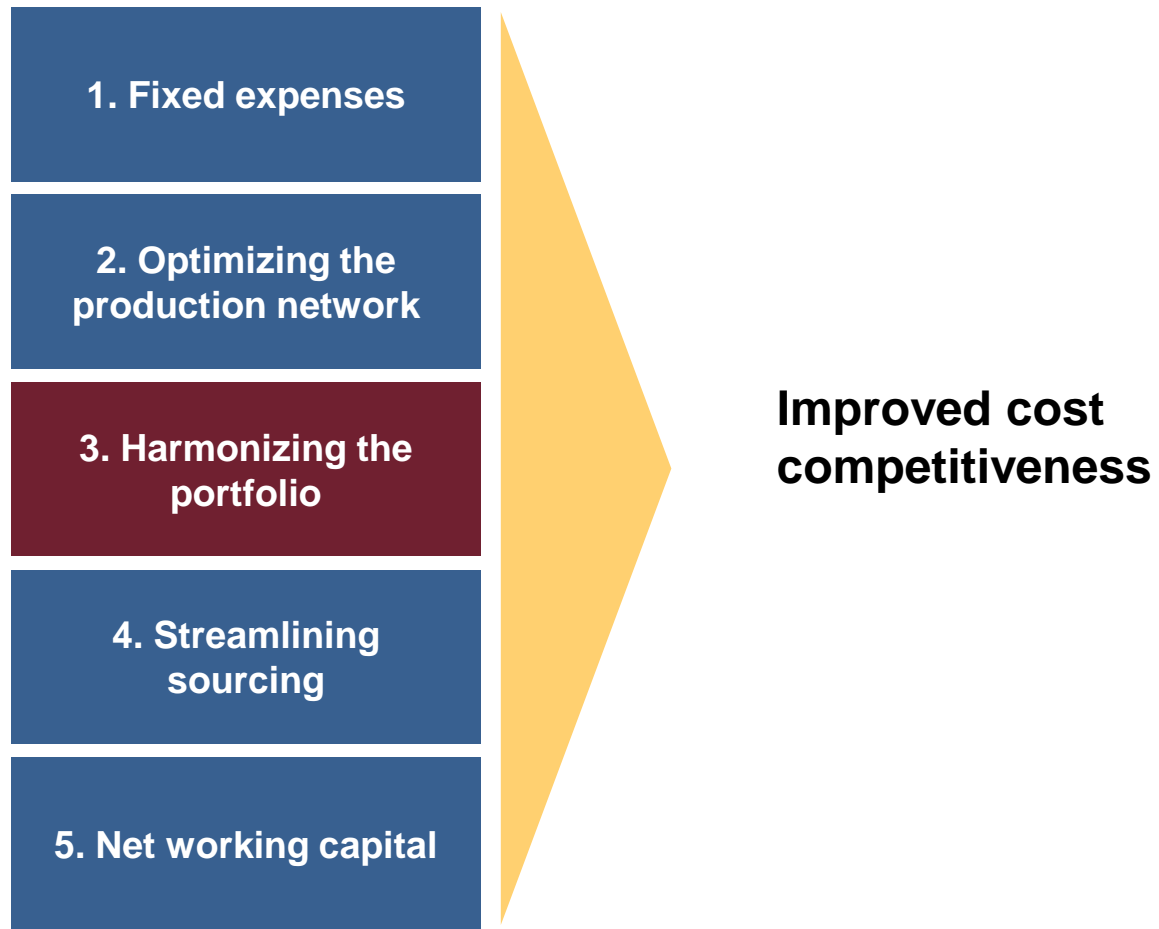 1. Fixed expenses
2. Optimizing the
production network
3. Harmonizing the
portfolio
4. Streamlining
sourcing
5. Net working capital
Improved cost
competitiveness